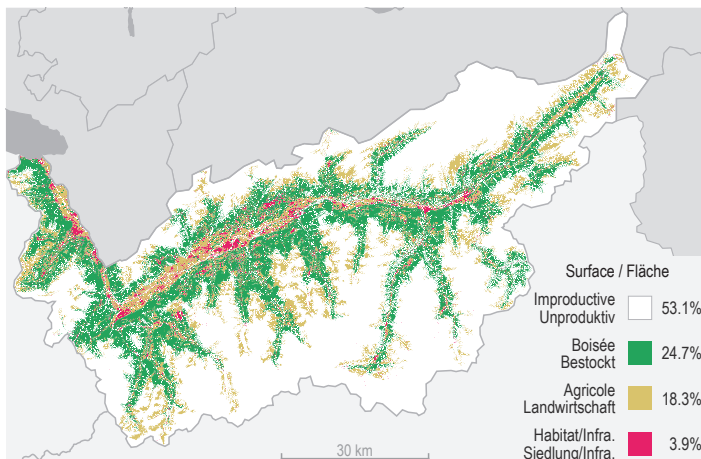 Surface / Fläche
Improductive
Unproduktiv
53.1%
Boisée
Bestockt
24.7%
Agricole
Landwirtschaft
18.3%
Habitat/Infra.
Siedlung/Infra.
3.9%
30 km